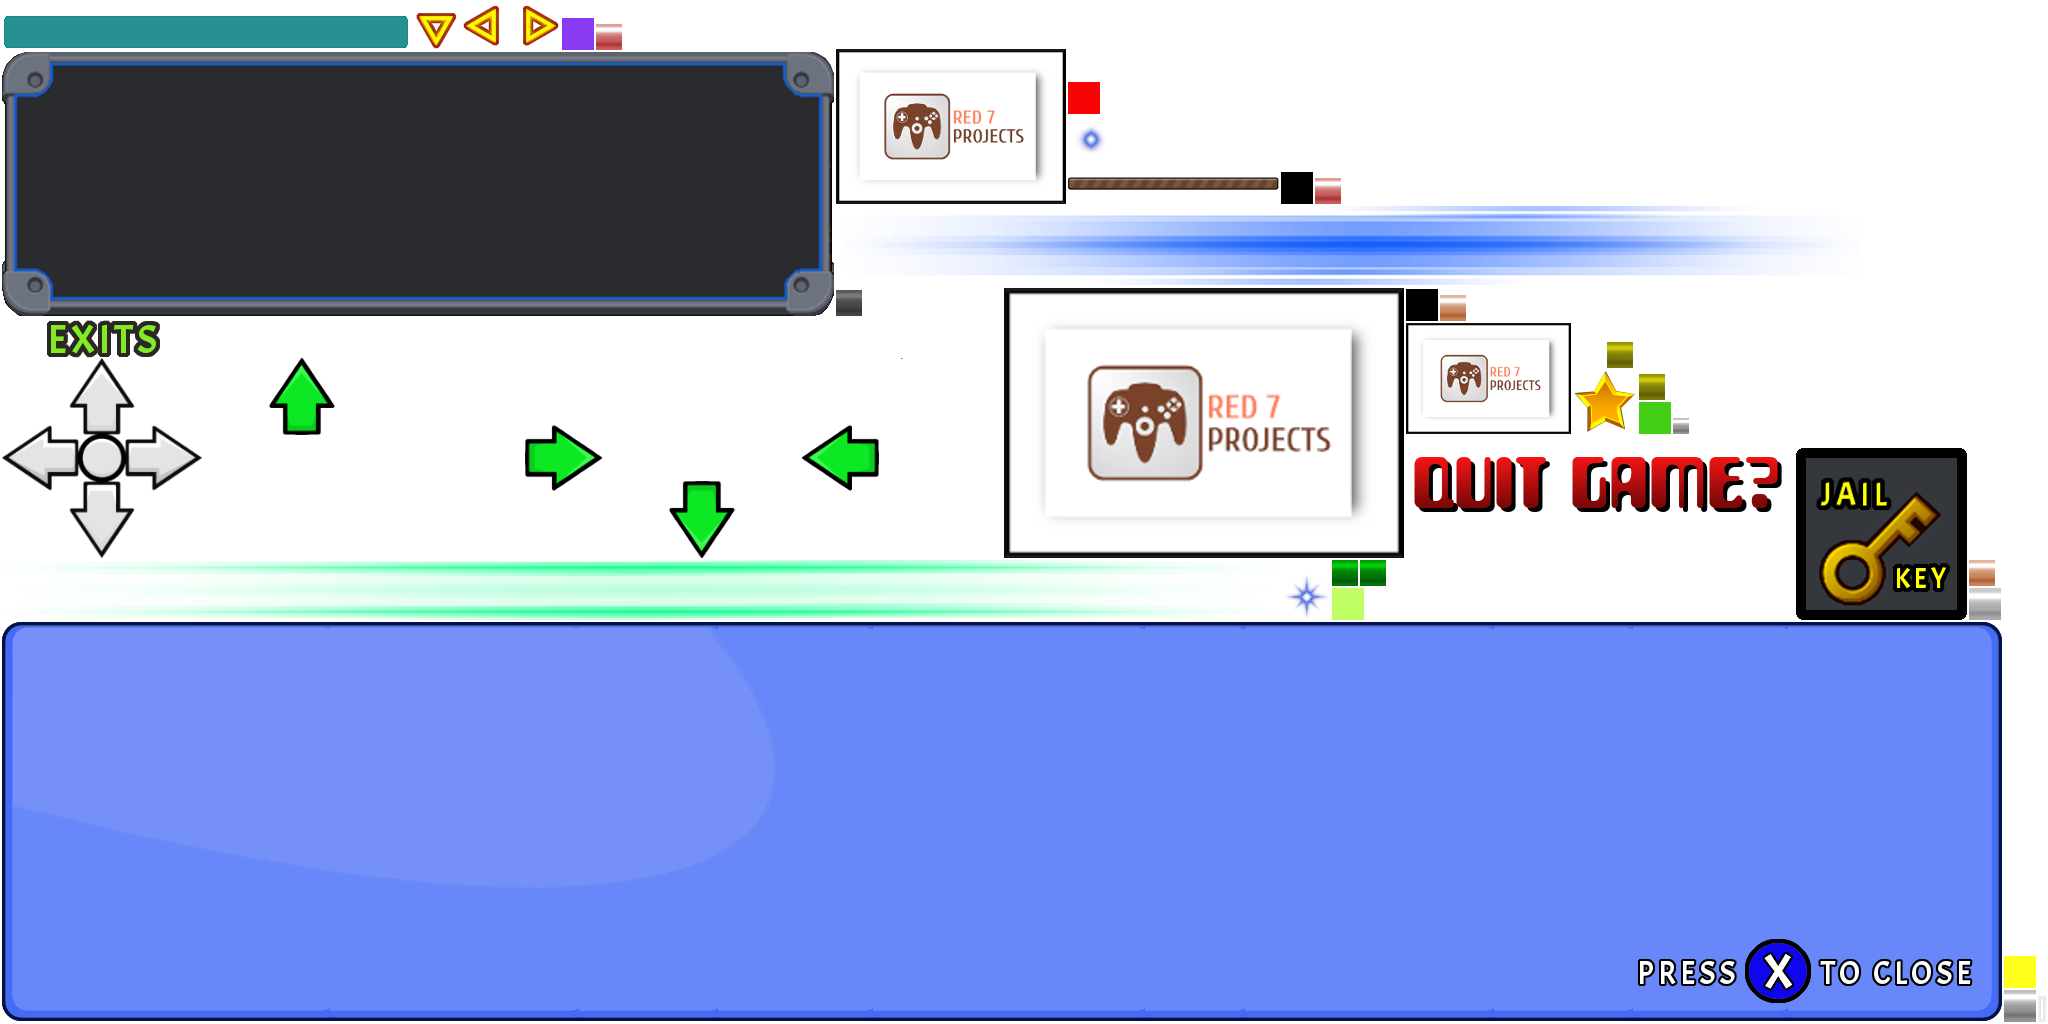 RED 7
PROJECTS
EXITS
RED 7
PROJECTS
RED 7
PROJECTS
QUIT GAME?
JAIL
KEY
PRESS X TO CLOSE